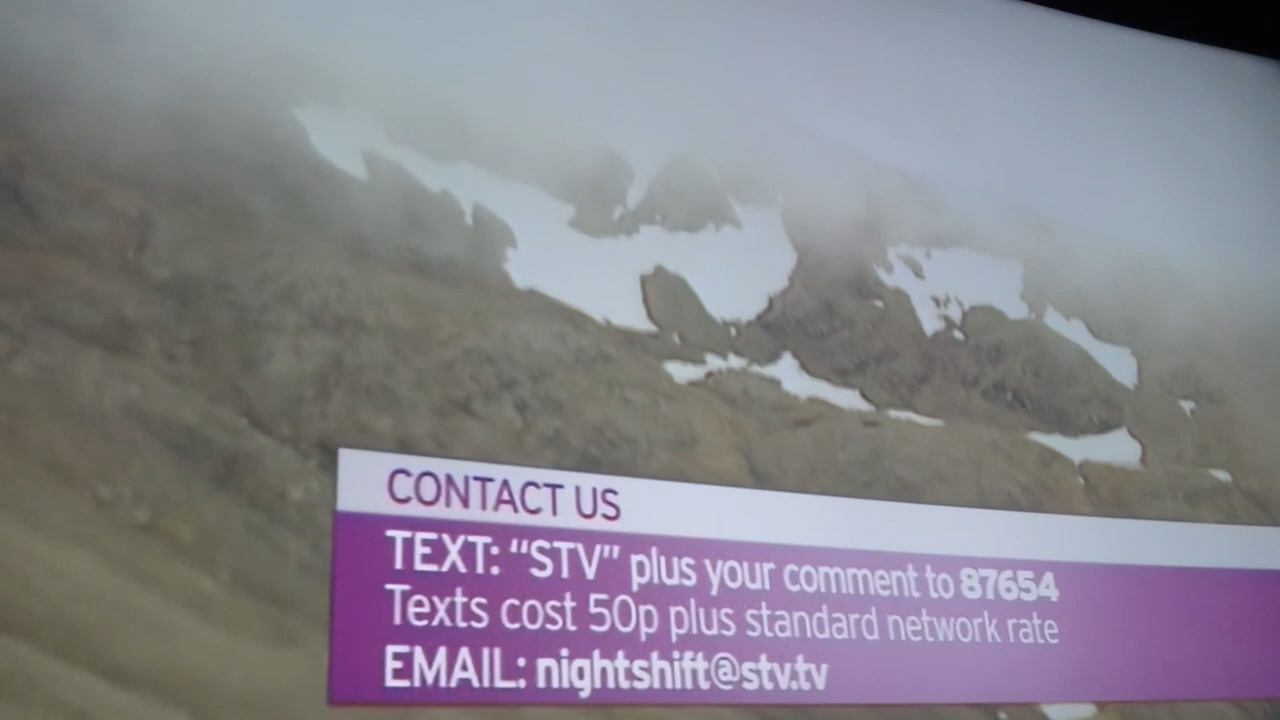 CONTACT US
TEXT: “STV” plus your comment to 87654
Texts cost 50p plus standard network rate
EMAIL: nightshift@stv.tv